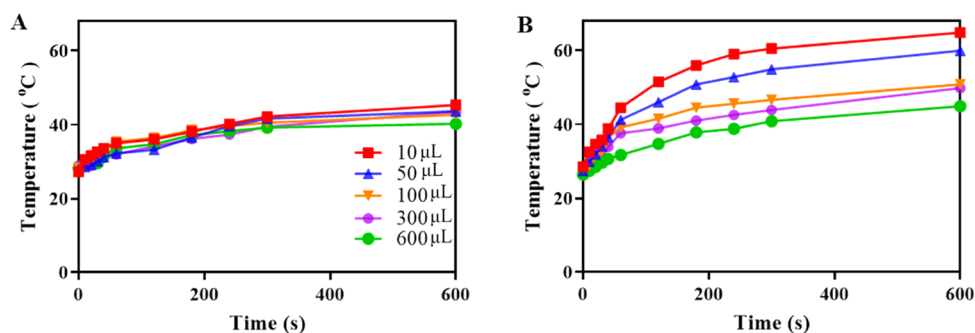 A
Temperature ( °C )
60
40
20
0
0 200 400 600
Time (s)
10 µL
50 µL
100 µL
300 µL
600 µL
B
Temperature ( °C )
60
40
20
0
0 200 400 600
Time (s)